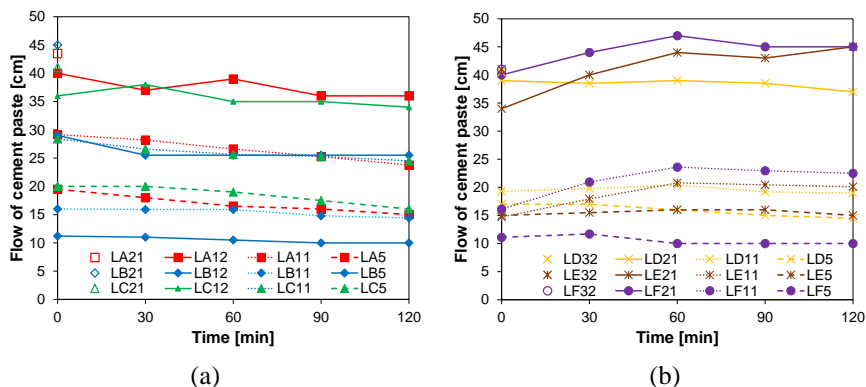 50
45
40
35
30
25
20
15
10
5
0
Flow of cement paste [cm]
LA21 LA12 LA11 LA5
LB21 LB12 LB11 LB5
LC21 LC12 LC11 LC5
0 30 60 90 120
Time [min]
(a)
50
45
40
35
30
25
20
15
10
5
0
Flow of cement paste [cm]
LD32 LD21 LD11 LD5
LE32 LE21 LE11 LE5
LF32 LF21 LF11 LF5
0 30 60 90 120
Time [min]
(b)